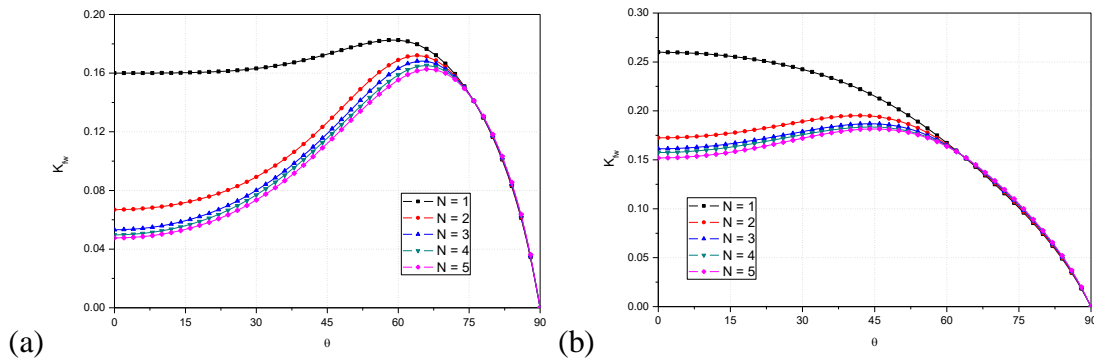 (a)
K_fw
0.20
0.16
0.12
0.08
0.04
0.00
0 15 30 45 60 75 90
θ
N = 1
N = 2
N = 3
N = 4
N = 5
(b)
K_fw
0.30
0.25
0.20
0.15
0.10
0.05
0.00
0 15 30 45 60 75 90
θ
N = 1
N = 2
N = 3
N = 4
N = 5